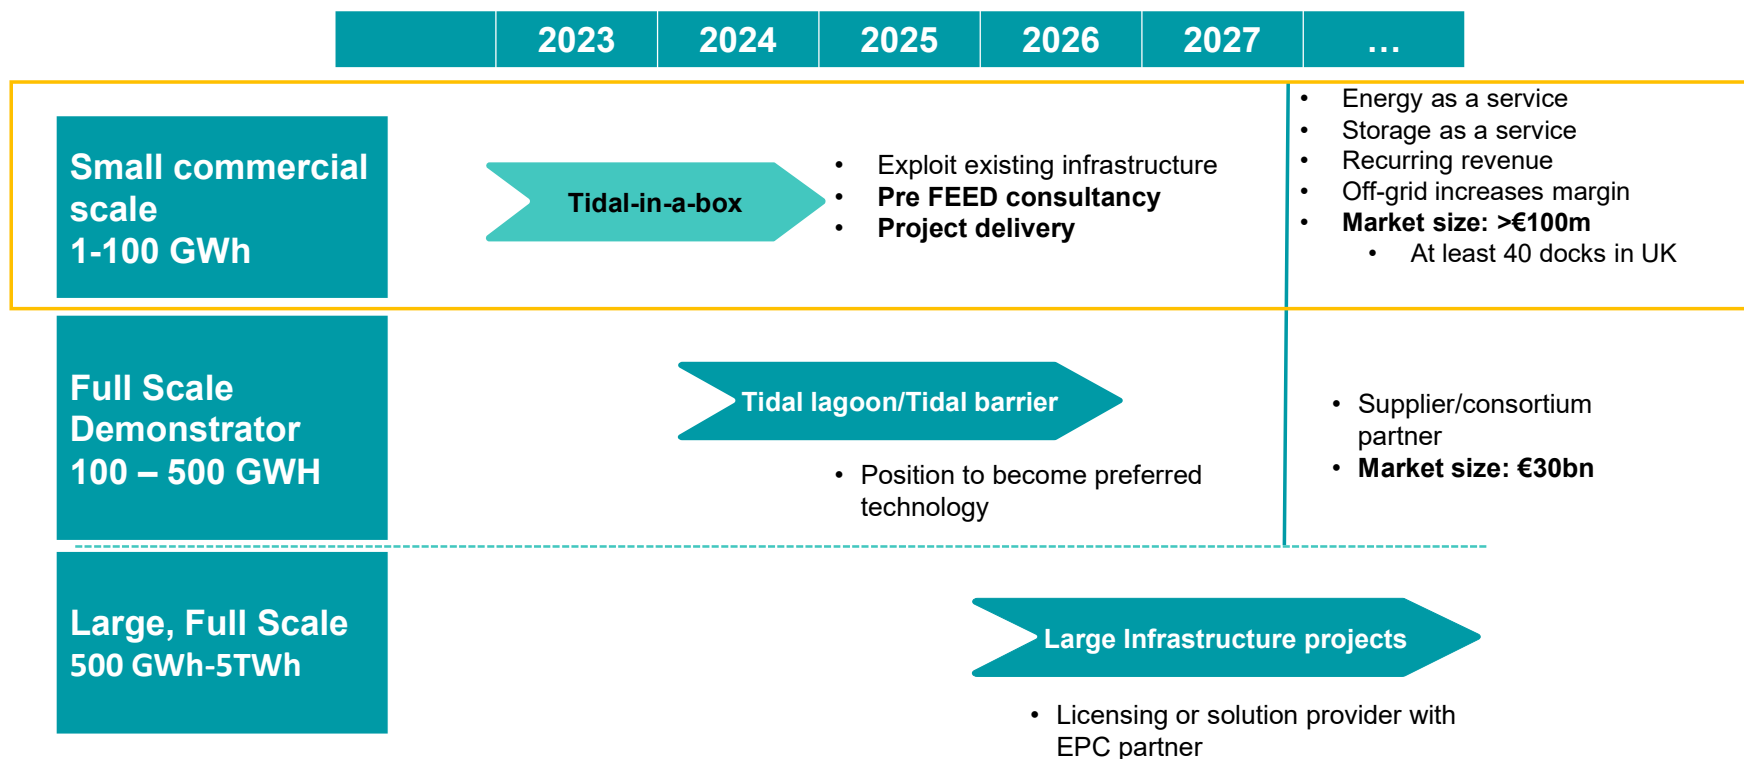 2023 2024 2025 2026 2027 ...
Small commercial
scale
1-100 GWh
Tidal-in-a-box
• Exploit existing infrastructure
• Pre FEED consultancy
• Project delivery
• Energy as a service
• Storage as a service
• Recurring revenue
• Off-grid increases margin
• Market size: >€100m
• At least 40 docks in UK
Full Scale
Demonstrator
100 – 500 GWH
Tidal lagoon/Tidal barrier
• Position to become preferred
technology
• Supplier/consortium
partner
• Market size: €30bn
Large, Full Scale
500 GWh-5TWh
Large Infrastructure projects
• Licensing or solution provider with
EPC partner